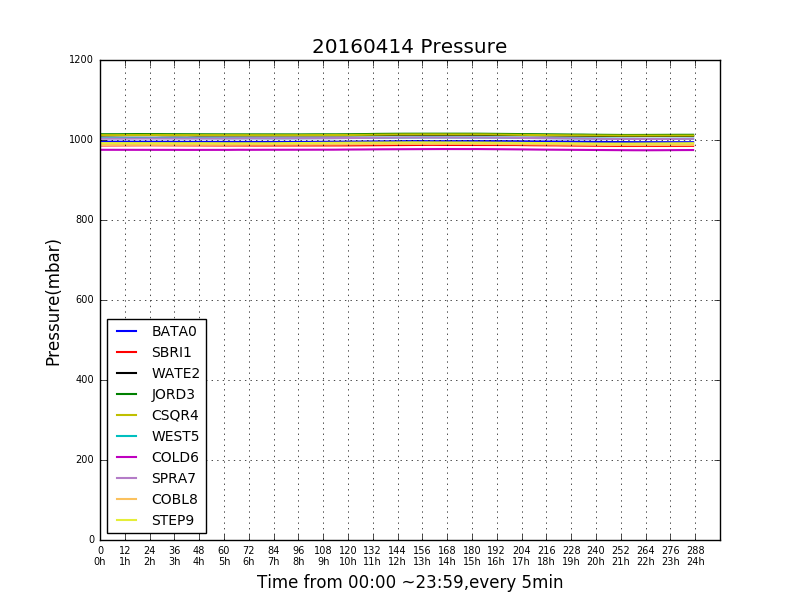 20160414 Pressure
1200
1000
800
600
400
200
0
Pressure(mbar)
BATA0
SBRI1
WATE2
JORD3
CSQR4
WEST5
COLD6
SPRA7
COBL8
STEP9
0 12 24 36 48 60 72 84 96 108 120 132 144 156 168 180 192 204 216 228 240 252 264 276 288
0h 1h 2h 3h 4h 5h 6h 7h 8h 9h 10h 11h 12h 13h 14h 15h 16h 17h 18h 19h 20h 21h 22h 23h 24h
Time from 00:00 ~23:59,every 5min